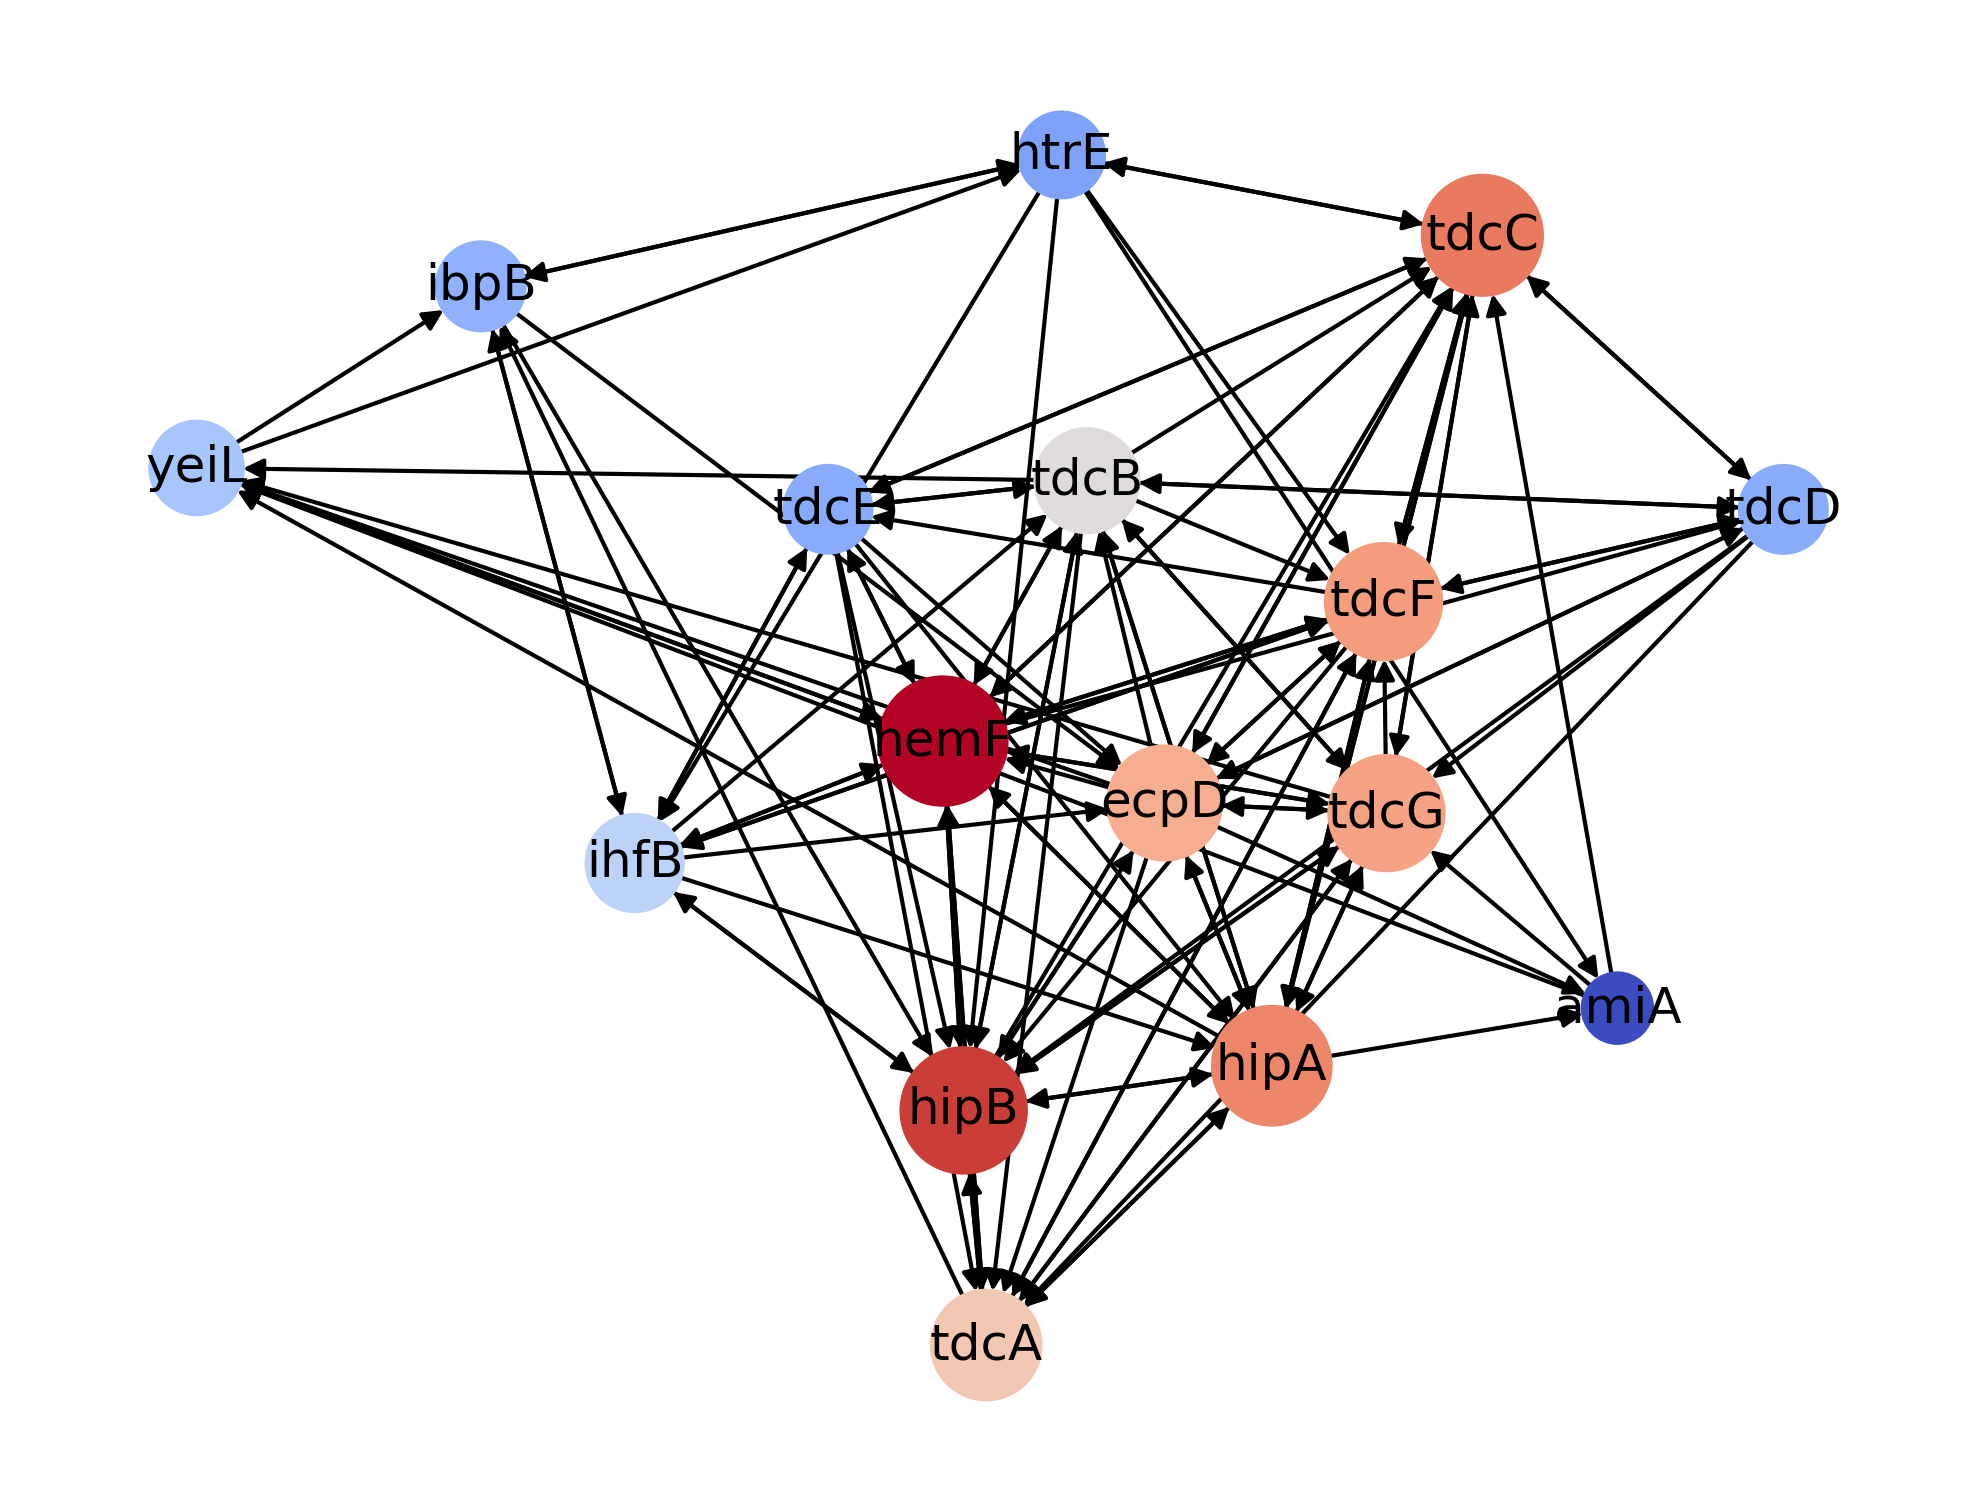 htrE
tdcC
ibpB
yeiL
tdcB
tdcE
tdcD
tdcF
hemF
ecpD
tdcG
ihfB
amiA
hipA
hipB
tdcA